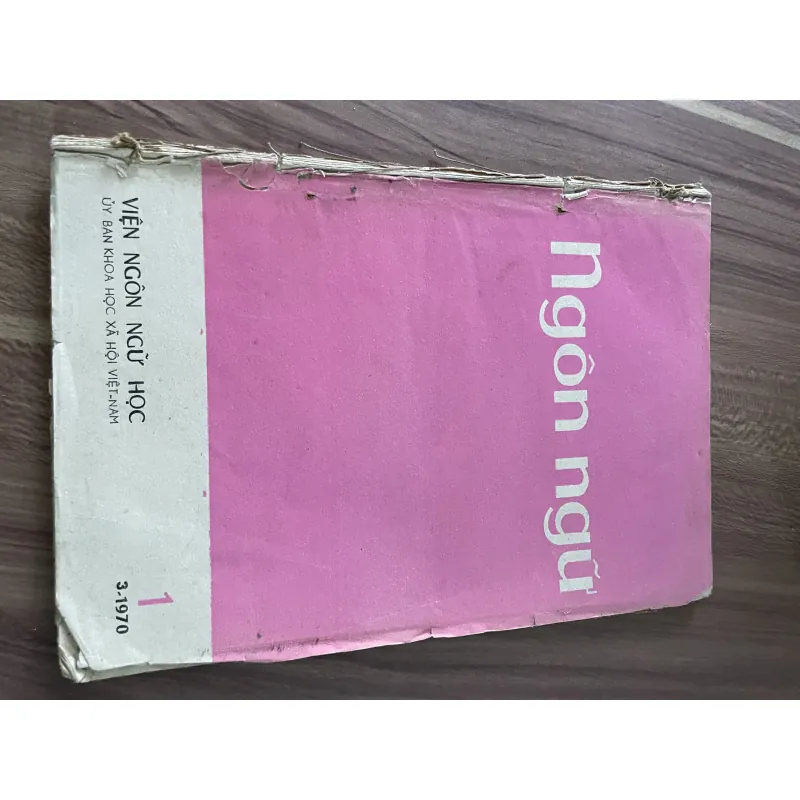 ngôn ngữ
VIỆN NGÔN NGỮ HỌC
ỦY BAN KHOA HỌC XÃ HỘI VIỆT-NAM
1
3-1970